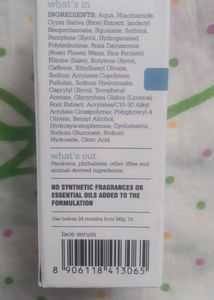 what's in
INGREDIENTS: Aqua, Niacinamide,
Oryza Sativa (Rice) Extract, Isodecyl
Neopentanoate, Squalane, Sorbitol,
Pentylene Glycol, Hydrogenated
Polyisobutene, Rosa Damascena
(Rose) Flower Water, Rice Ferment
Filtrate (Sake), Butylene Glycol,
Caffeine, Ethylhexyl Olivate,
Sodium Acrylates Copolymer,
Pullulan, Sodium Hyaluronate,
Caprylyl Glycol, Tocopheryl
Acetate, Glycyrrhiza Glabra (Licorice)
Root Extract, Acrylates/C10-30 Alkyl
Acrylate Crosspolymer, Polyglyceryl-4
Olivate, Benzyl Alcohol,
Hydroxyacetophenone, Cyclodextrin,
Sodium Gluconate, Sodium
Hydroxide, Citric Acid
what's out
Parabens, phthalates, other iffies and
animal-derived ingredients
NO SYNTHETIC FRAGRANCES OR
ESSENTIAL OILS ADDED TO THE
FORMULATION
Use before 24 months from Mfg. Dt.
face serum
8 906118 413065